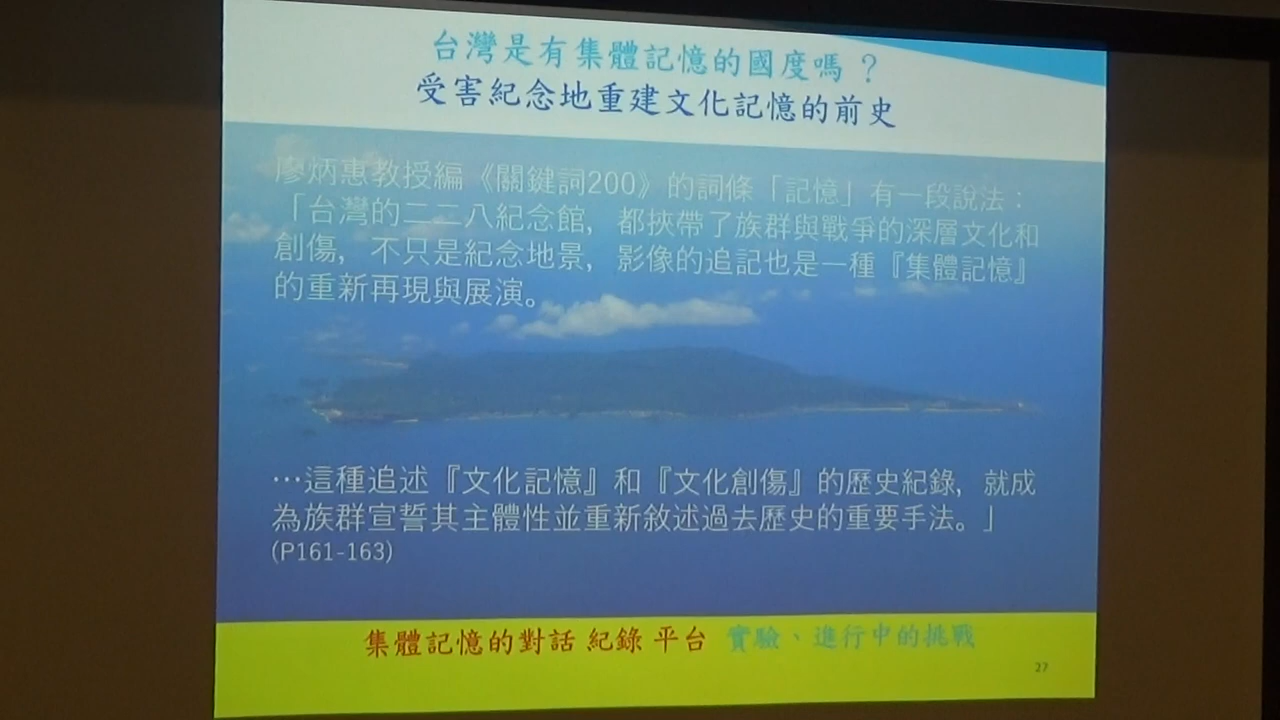 台灣是有集體記憶的國度嗎？
受害紀念地重建文化記憶的前史
廖炳惠教授編《關鍵詞200》的詞條「記憶」有一段說法：
「台灣的二二八紀念館，都挾帶了族群與戰爭的深層文化和
創傷，不只是紀念地景，影像的追記也是一種『集體記憶』
的重新再現與展演。
…這種追述『文化記憶』和『文化創傷』的歷史紀錄，就成
為族群宣誓其主體性並重新敘述過去歷史的重要手法。」
(P161-163)
集體記憶的對話 紀錄 平台 實驗、進行中的挑戰
27